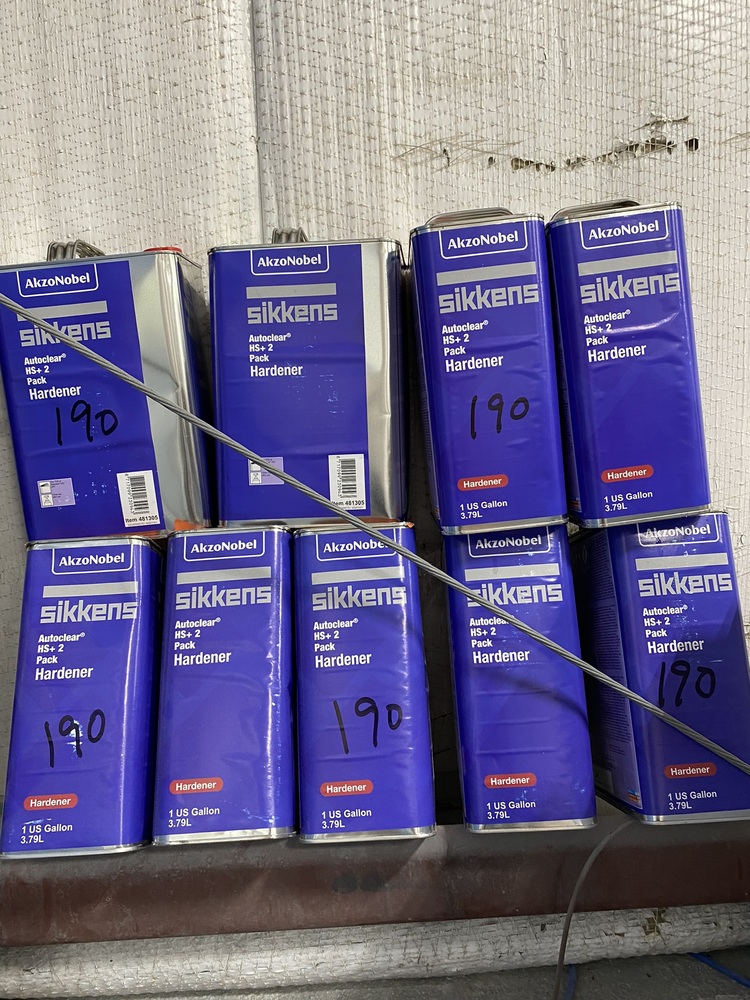 AkzoNobel
sikkens
Autoclear®
HS+ 2
Pack
Hardener
190
Item 481305
AkzoNobel
sikkens
Autoclear®
HS+ 2
Pack
Hardener
Item 481305
AkzoNobel
sikkens
Autoclear®
HS+ 2
Pack
Hardener
190
Hardener
1 US Gallon
3.79L
AkzoNobel
sikkens
Autoclear®
HS+ 2
Pack
Hardener
Hardener
1 US Gallon
3.79L
AkzoNobel
sikkens
Autoclear®
HS+ 2
Pack
Hardener
190
Hardener
1 US Gallon
3.79L
AkzoNobel
sikkens
Autoclear®
HS+ 2
Pack
Hardener
Hardener
1 US Gallon
3.79L
AkzoNobel
sikkens
Autoclear®
HS+ 2
Pack
Hardener
190
Hardener
1 US Gallon
3.79L
AkzoNobel
sikkens
Autoclear®
HS+ 2
Pack
Hardener
Hardener
1 US Gallon
3.79L
AkzoNobel
sikkens
Autoclear®
HS+ 2
Pack
Hardener
190
Hardener
1 US Gallon
3.79L